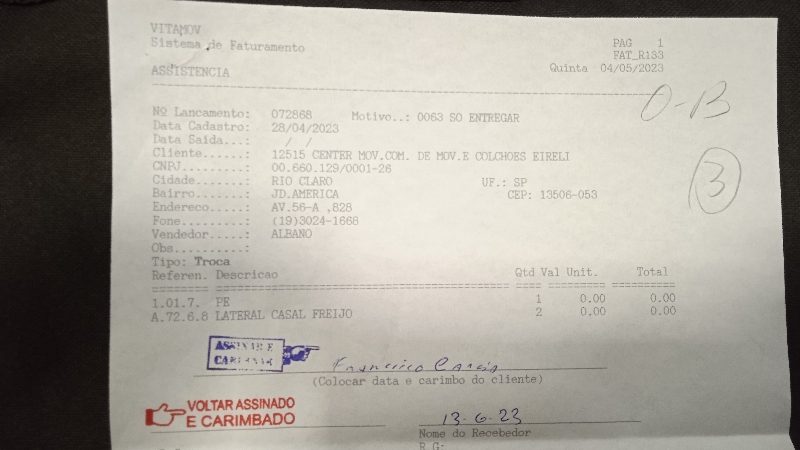 VITAMOV
Sistema de Faturamento
PAG 1
FAT_R133
ASSISTENCIA
Quinta 04/05/2023
O-B
Nº Lancamento: 072868 Motivo..: 0063 SO ENTREGAR
Data Cadastro: 28/04/2023
Data Saida...: / /
Cliente......: 12515 CENTER MOV.COM. DE MOV.E COLCHOES EIRELI
CNPJ.........: 00.660.129/0001-26
3
Cidade.......: RIO CLARO UF.: SP
Bairro.......: JD.AMERICA CEP: 13506-053
Endereco.....: AV.56-A ,828
Fone.........: (19)3024-1668
Vendedor.....: ALBANO
Obs..........:
Tipo: Troca
Referen. Descricao Qtd Val Unit. Total
1.01.7. PE 1 0.00 0.00
A.72.6.8 LATERAL CASAL FREIJO 2 0.00 0.00
ASSINAR E
CARIMBAR
Francisco Garcia
(Colocar data e carimbo do cliente)
VOLTAR ASSINADO
E CARIMBADO
13-6-23
Nome do Recebedor
R.G.